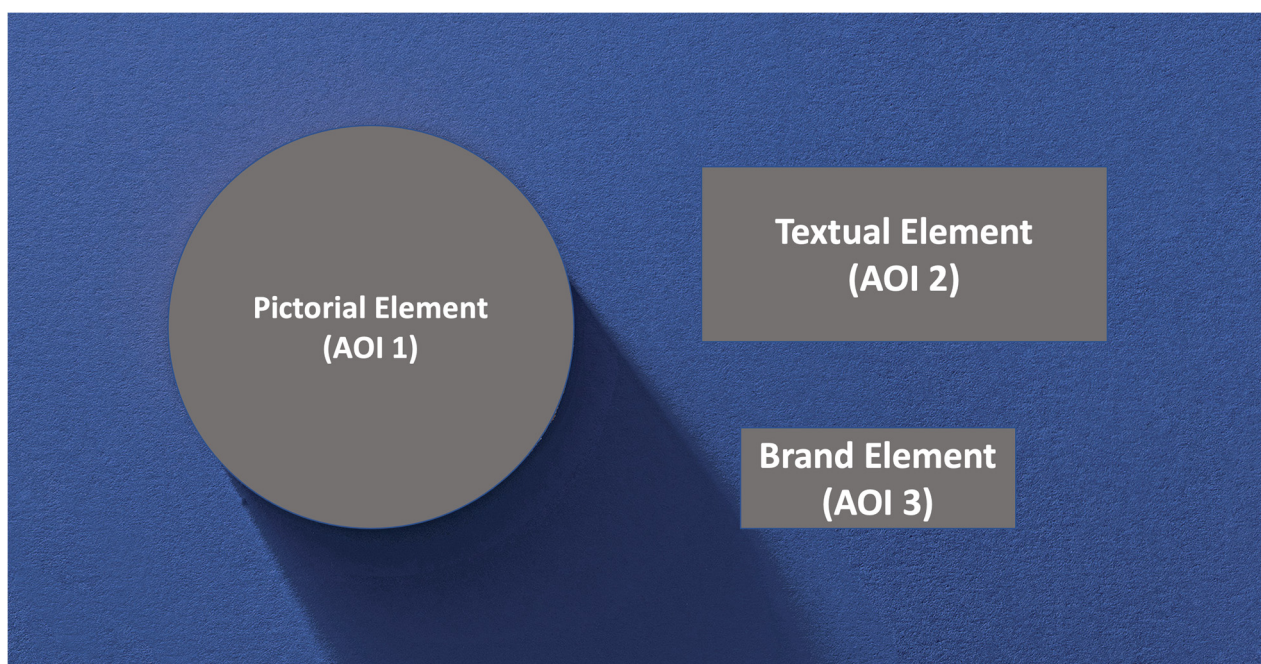 Pictorial Element
(AOI 1)
Textual Element
(AOI 2)
Brand Element
(AOI 3)